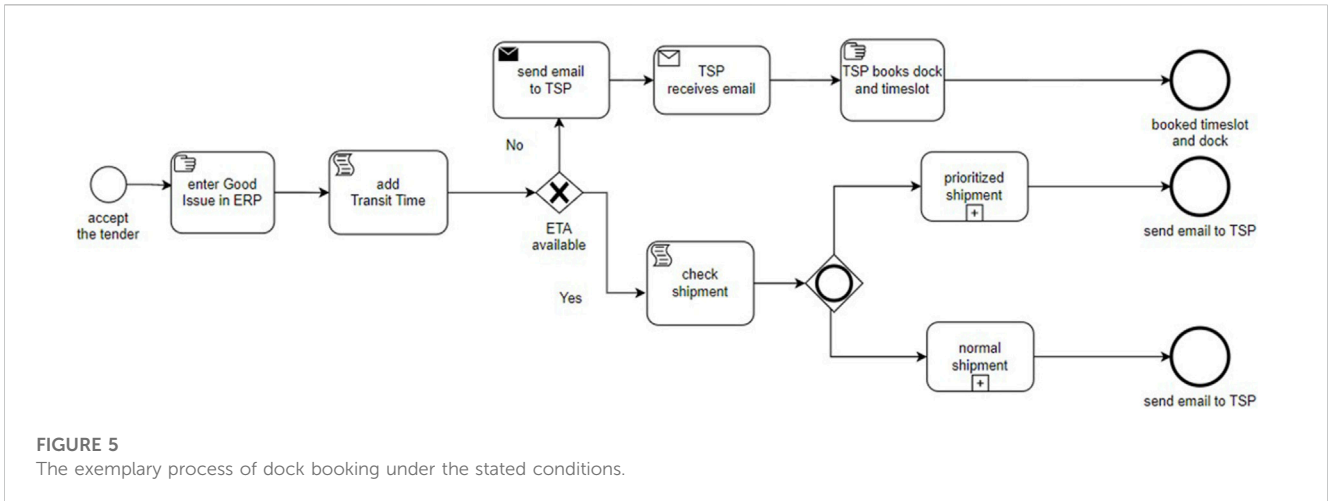 send email
to TSP
TSP
receives email
TSP books dock
and timeslot
booked timeslot
and dock
No
accept
the tender
enter Good
Issue in ERP
add
Transit Time
ETA
available
Yes
check
shipment
prioritized
shipment
send email to TSP
normal
shipment
send email to TSP
FIGURE 5
The exemplary process of dock booking under the stated conditions.